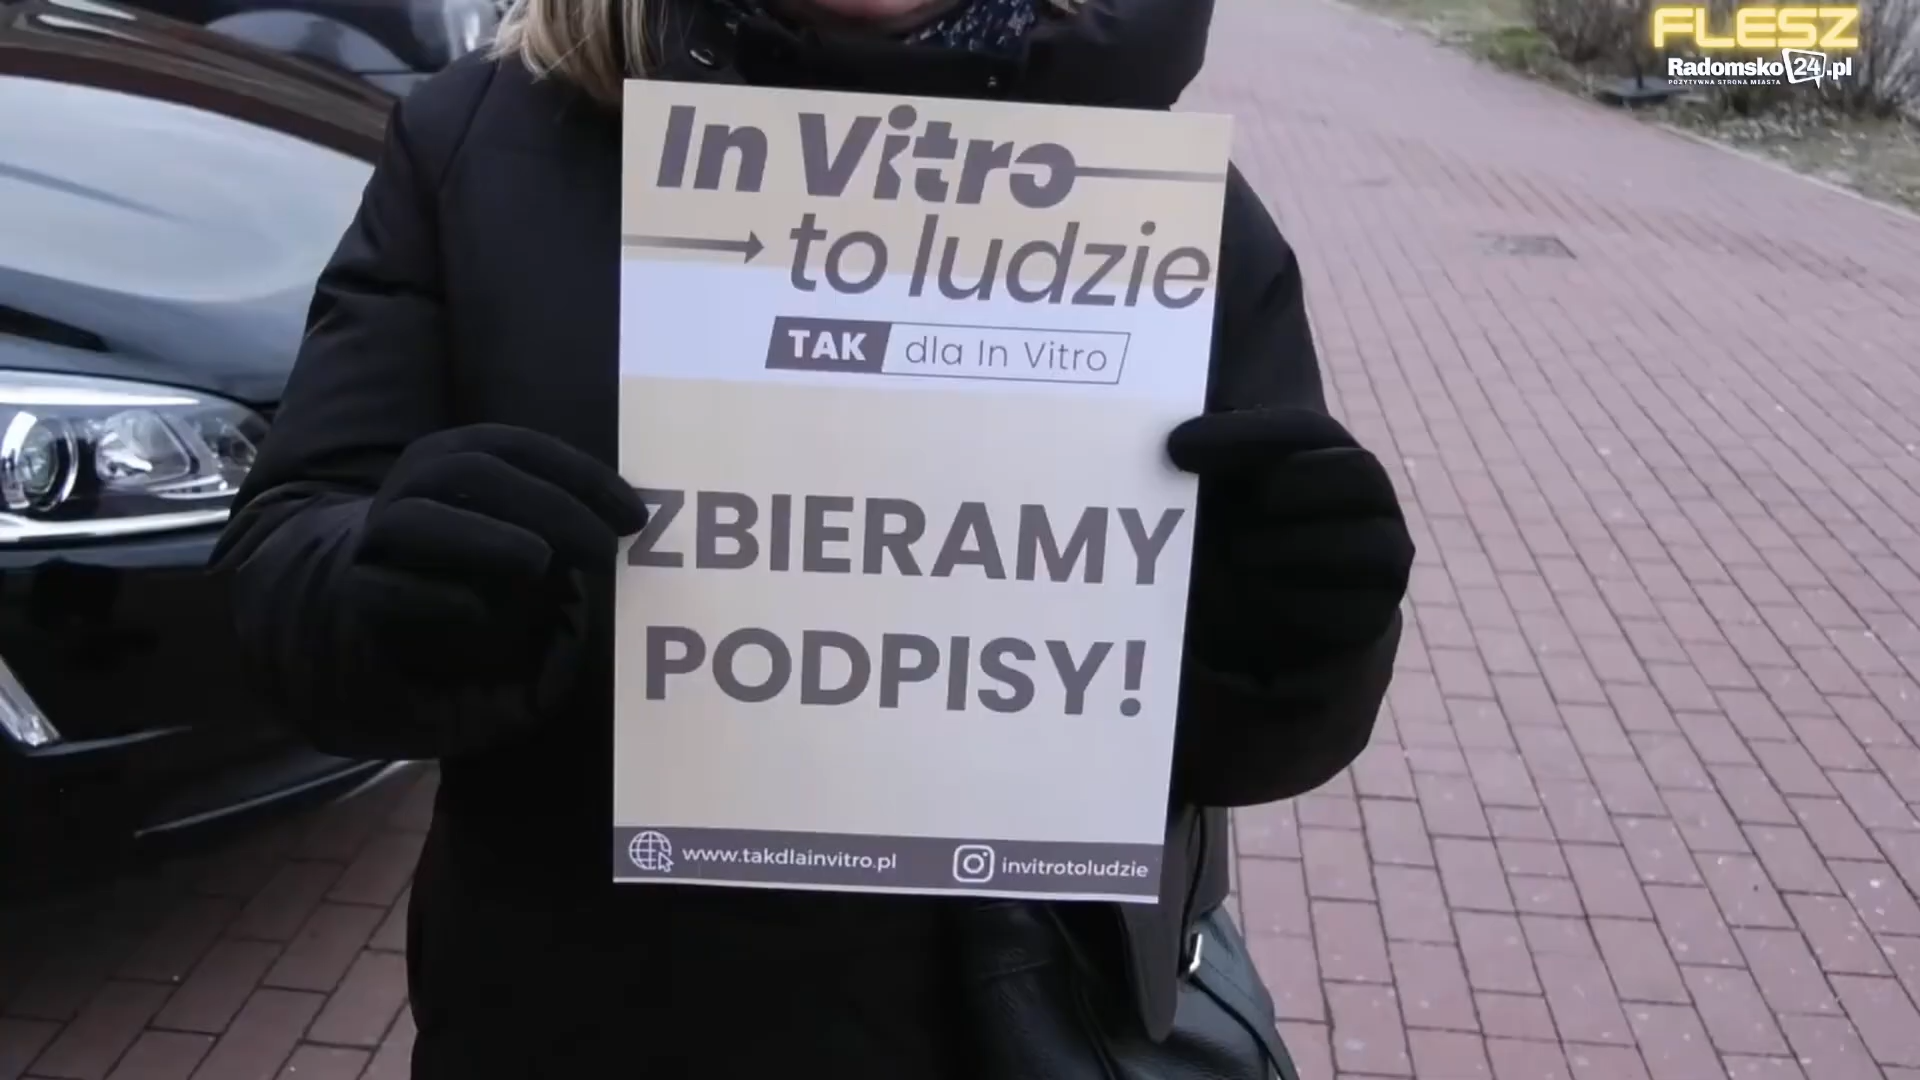 FLESZ
Radomsko24.pl
POZYTYWNA STRONA MIASTA
In Vitro
to ludzie
TAK dla In Vitro
ZBIERAMY
PODPISY!
www.takdlainvitro.pl invitrotoludzie